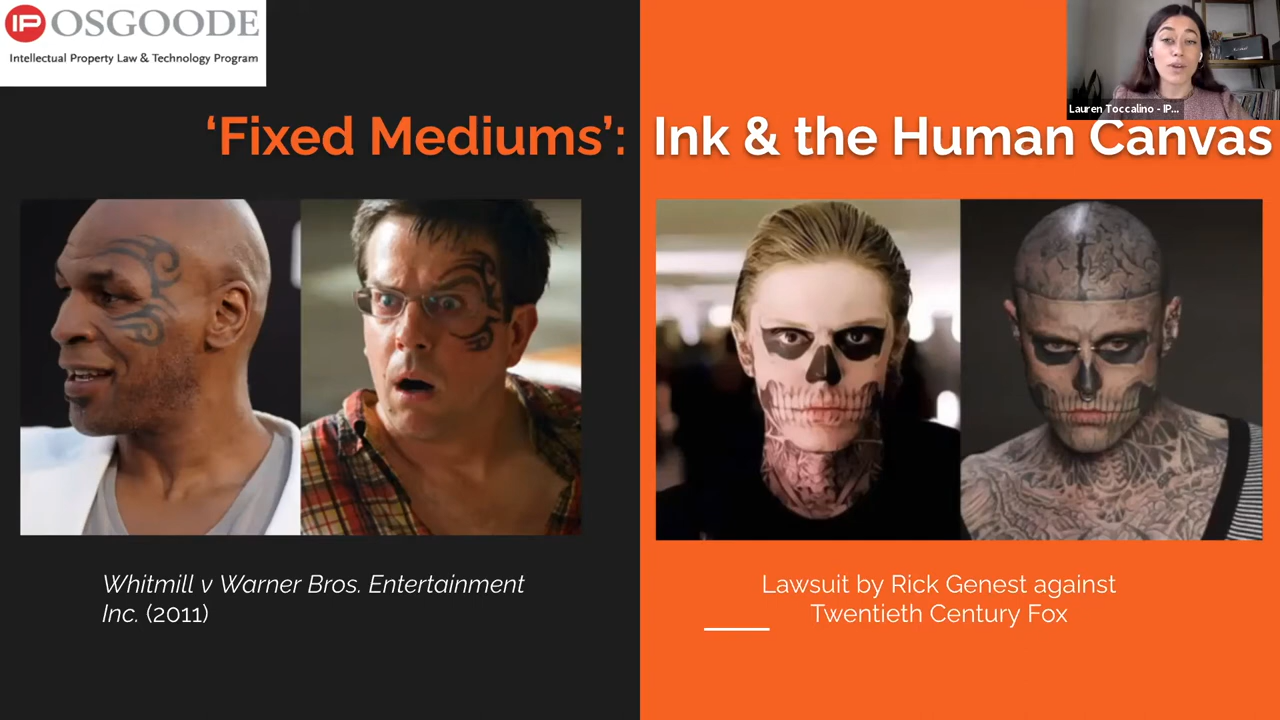 IP OSGOODE
Intellectual Property Law & Technology Program
Lauren Toccalino - IP...
‘Fixed Mediums’: Ink & the Human Canvas
Whitmill v Warner Bros. Entertainment
Inc. (2011)
Lawsuit by Rick Genest against
Twentieth Century Fox